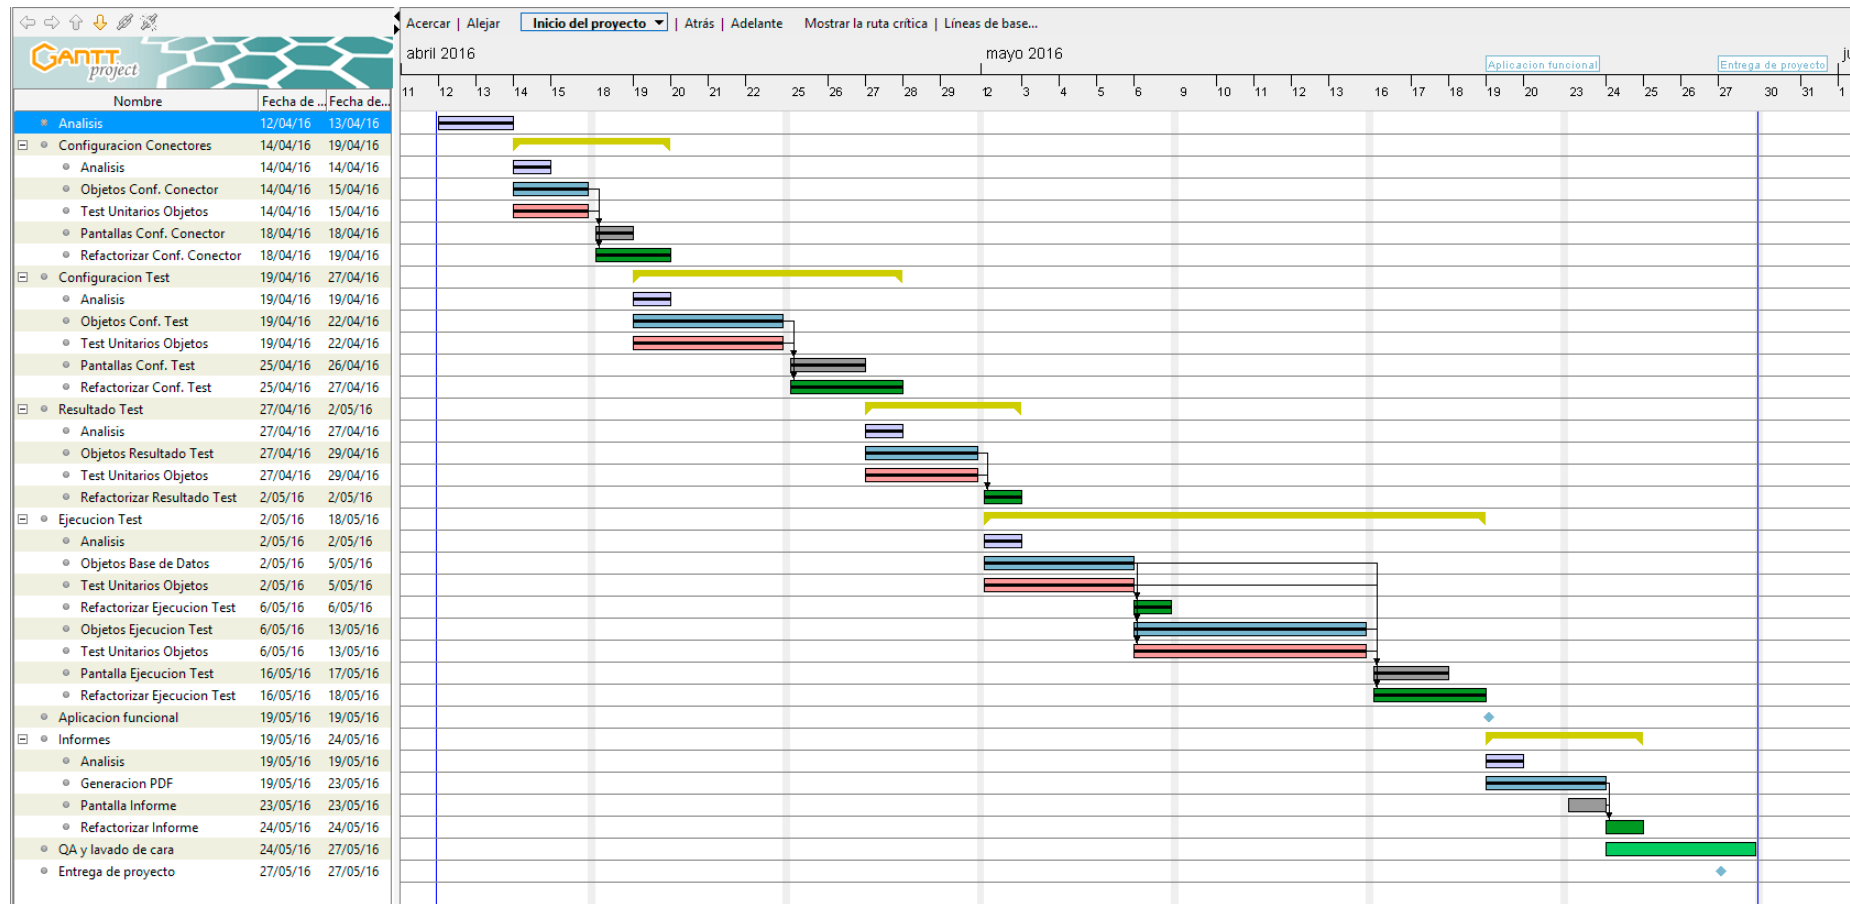 Acercar | Alejar Inicio del proyecto | Atrás | Adelante Mostrar la ruta crítica | Líneas de base...
GANTT project
abril 2016 mayo 2016
Aplicacion funcional Entrega de proyecto
11 12 13 14 15 18 19 20 21 22 25 26 27 28 29 2 3 4 5 6 9 10 11 12 13 16 17 18 19 20 23 24 25 26 27 30 31 1
Nombre Fecha de ... Fecha de...
Analisis 12/04/16 13/04/16
Configuracion Conectores 14/04/16 19/04/16
Analisis 14/04/16 14/04/16
Objetos Conf. Conector 14/04/16 15/04/16
Test Unitarios Objetos 14/04/16 15/04/16
Pantallas Conf. Conector 18/04/16 18/04/16
Refactorizar Conf. Conector 18/04/16 19/04/16
Configuracion Test 19/04/16 27/04/16
Analisis 19/04/16 19/04/16
Objetos Conf. Test 19/04/16 22/04/16
Test Unitarios Objetos 19/04/16 22/04/16
Pantallas Conf. Test 25/04/16 26/04/16
Refactorizar Conf. Test 25/04/16 27/04/16
Resultado Test 27/04/16 2/05/16
Analisis 27/04/16 27/04/16
Objetos Resultado Test 27/04/16 29/04/16
Test Unitarios Objetos 27/04/16 29/04/16
Refactorizar Resultado Test 2/05/16 2/05/16
Ejecucion Test 2/05/16 18/05/16
Analisis 2/05/16 2/05/16
Objetos Base de Datos 2/05/16 5/05/16
Test Unitarios Objetos 2/05/16 5/05/16
Refactorizar Ejecucion Test 6/05/16 6/05/16
Objetos Ejecucion Test 6/05/16 13/05/16
Test Unitarios Objetos 6/05/16 13/05/16
Pantalla Ejecucion Test 16/05/16 17/05/16
Refactorizar Ejecucion Test 16/05/16 18/05/16
Aplicacion funcional 19/05/16 19/05/16
Informes 19/05/16 24/05/16
Analisis 19/05/16 19/05/16
Generacion PDF 19/05/16 23/05/16
Pantalla Informe 23/05/16 23/05/16
Refactorizar Informe 24/05/16 24/05/16
QA y lavado de cara 24/05/16 27/05/16
Entrega de proyecto 27/05/16 27/05/16